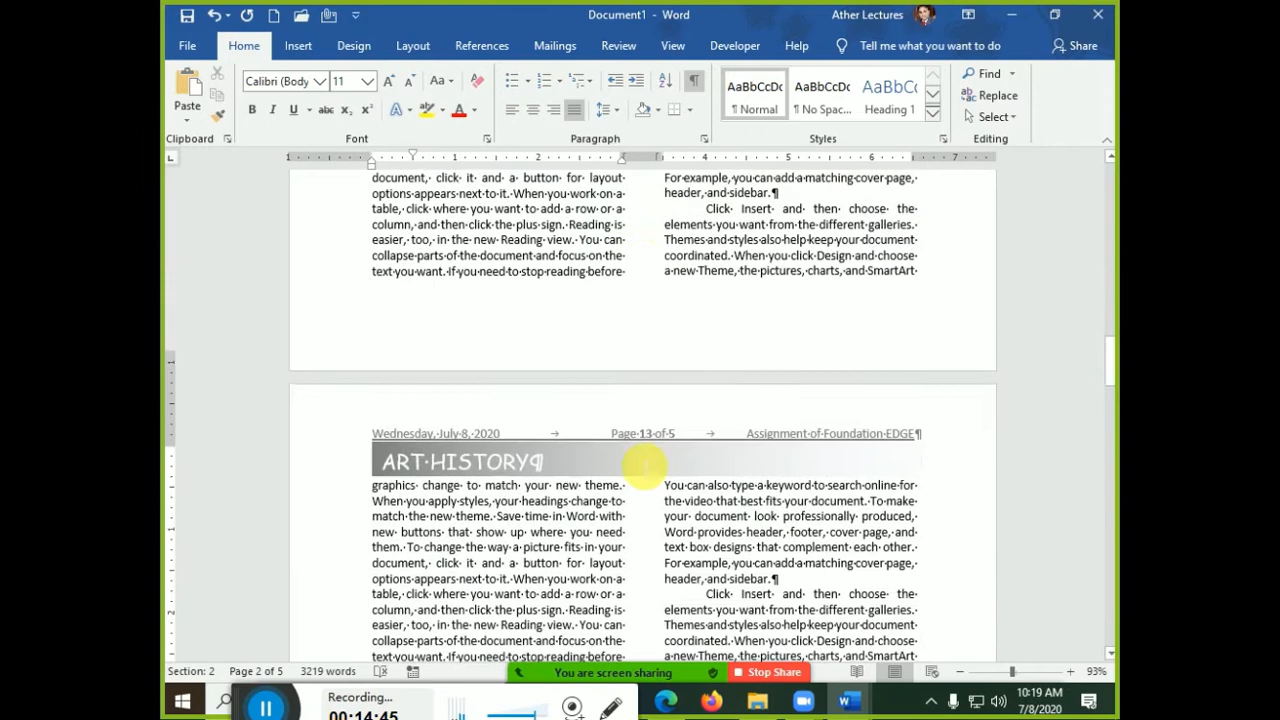 Document1 - Word
Ather Lectures
File Home Insert Design Layout References Mailings Review View Developer Help Tell me what you want to do Share
Calibri (Body 11
AaBbCcDc AaBbCcDc AaBbCc
Paste
¶ Normal ¶ No Spac... Heading 1
Find
Replace
Select
Clipboard Font Paragraph Styles Editing
document, click it and a button for layout
options appears next to it. When you work on a
table, click where you want to add a row or a
column, and then click the plus sign. Reading is
easier, too, in the new Reading view. You can
collapse parts of the document and focus on the
text you want. If you need to stop reading before
For example, you can add a matching cover page,
header, and sidebar.¶
Click Insert and then choose the
elements you want from the different galleries.
Themes and styles also help keep your document
coordinated. When you click Design and choose
a new Theme, the pictures, charts, and SmartArt
Wednesday, July 8, 2020 → Page 13 of 5 → Assignment of Foundation EDGE¶
ART HISTORY¶
graphics change to match your new theme.
When you apply styles, your headings change to
match the new theme. Save time in Word with
new buttons that show up where you need
them. To change the way a picture fits in your
document, click it and a button for layout
options appears next to it. When you work on a
table, click where you want to add a row or a
column, and then click the plus sign. Reading is
easier, too, in the new Reading view. You can
collapse parts of the document and focus on the
text you want. If you need to stop reading before
You can also type a keyword to search online for
the video that best fits your document. To make
your document look professionally produced,
Word provides header, footer, cover page, and
text box designs that complement each other.
For example, you can add a matching cover page,
header, and sidebar.¶
Click Insert and then choose the
elements you want from the different galleries.
Themes and styles also help keep your document
coordinated. When you click Design and choose
a new Theme, the pictures, charts, and SmartArt
Section: 2 Page 2 of 5 3219 words You are screen sharing Stop Share 93%
Recording...
00:14:45
10:19 AM
7/8/2020